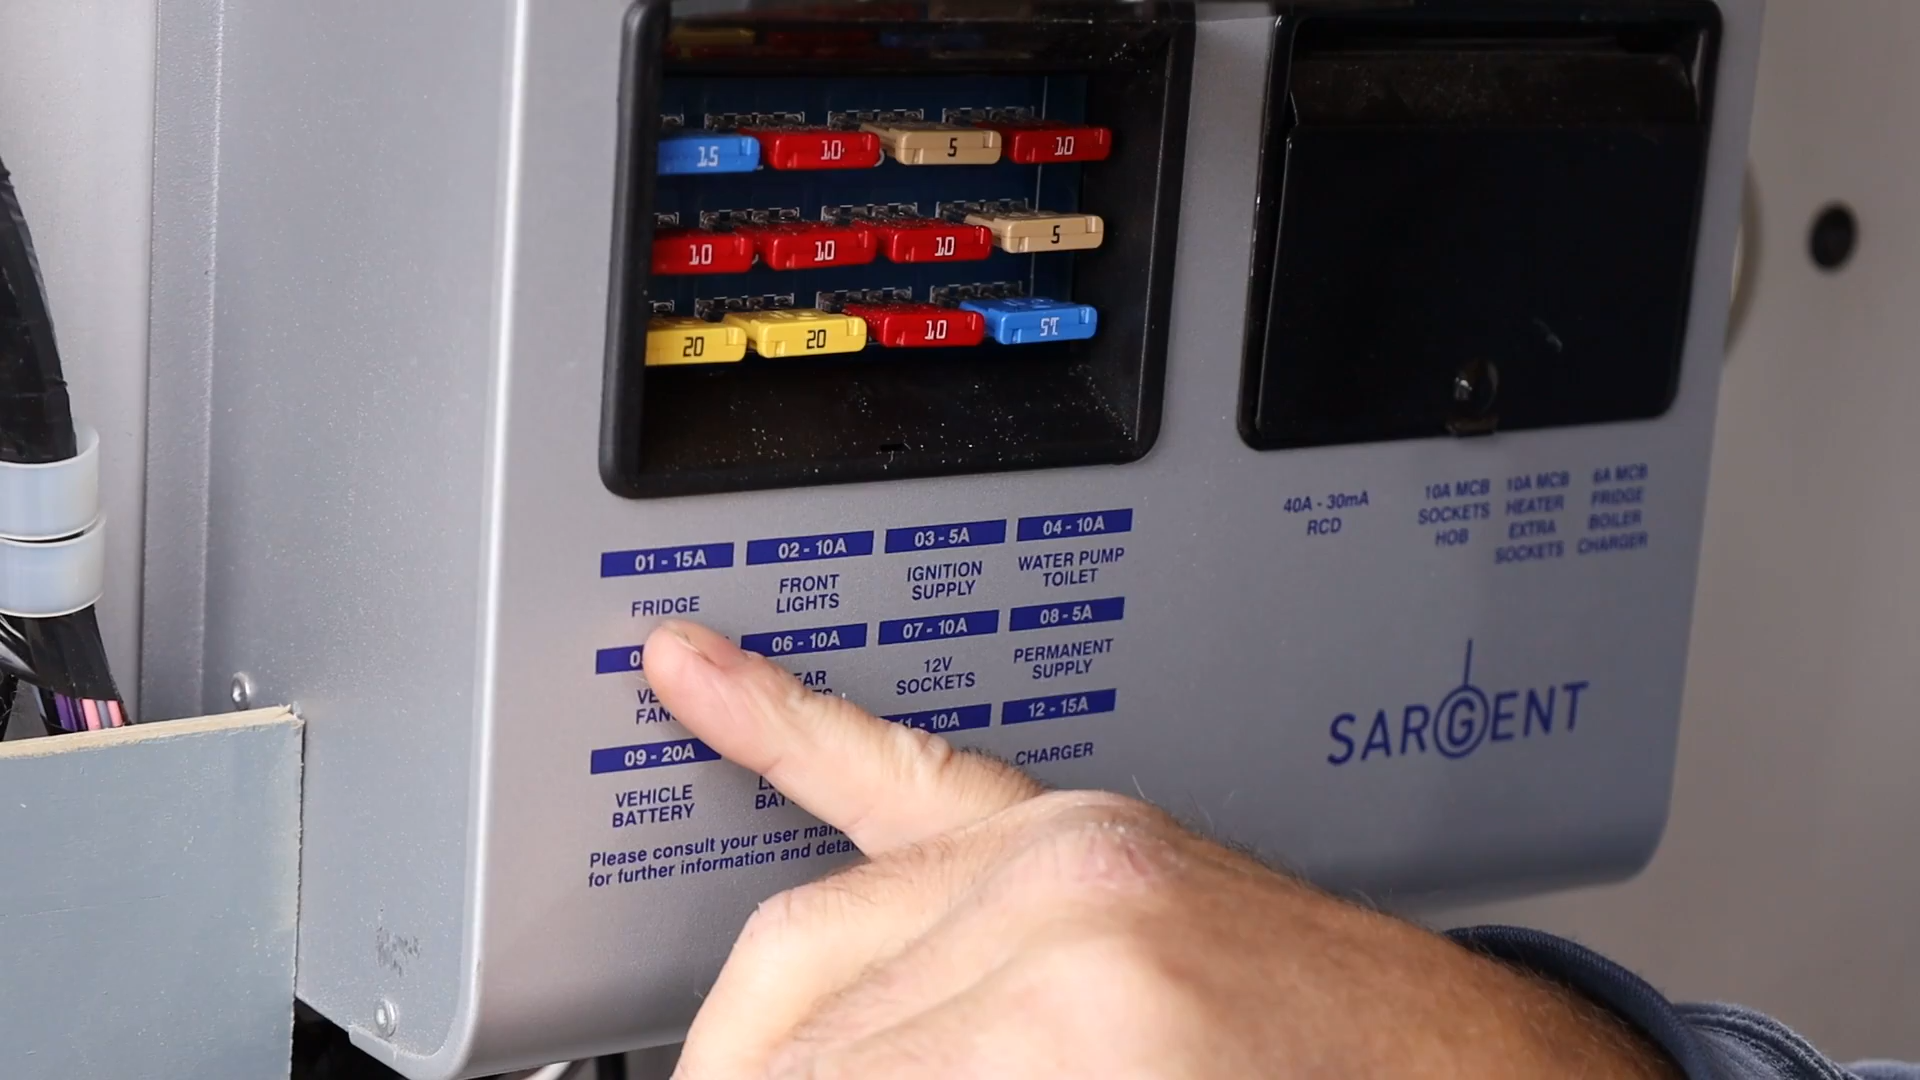 15 10 5 10
10 10 10 5
20 20 10 15
01 - 15A
FRIDGE
02 - 10A
FRONT
LIGHTS
03 - 5A
IGNITION
SUPPLY
04 - 10A
WATER PUMP
TOILET
06 - 10A
07 - 10A
12V
SOCKETS
08 - 5A
PERMANENT
SUPPLY
09 - 20A
VEHICLE
BATTERY
12 - 15A
CHARGER
Please consult your user
for further information and
40A - 30mA
RCD
10A MCB
SOCKETS
HOB
10A MCB
HEATER
EXTRA
SOCKETS
6A MCB
FRIDGE
BOILER
CHARGER
SARGENT